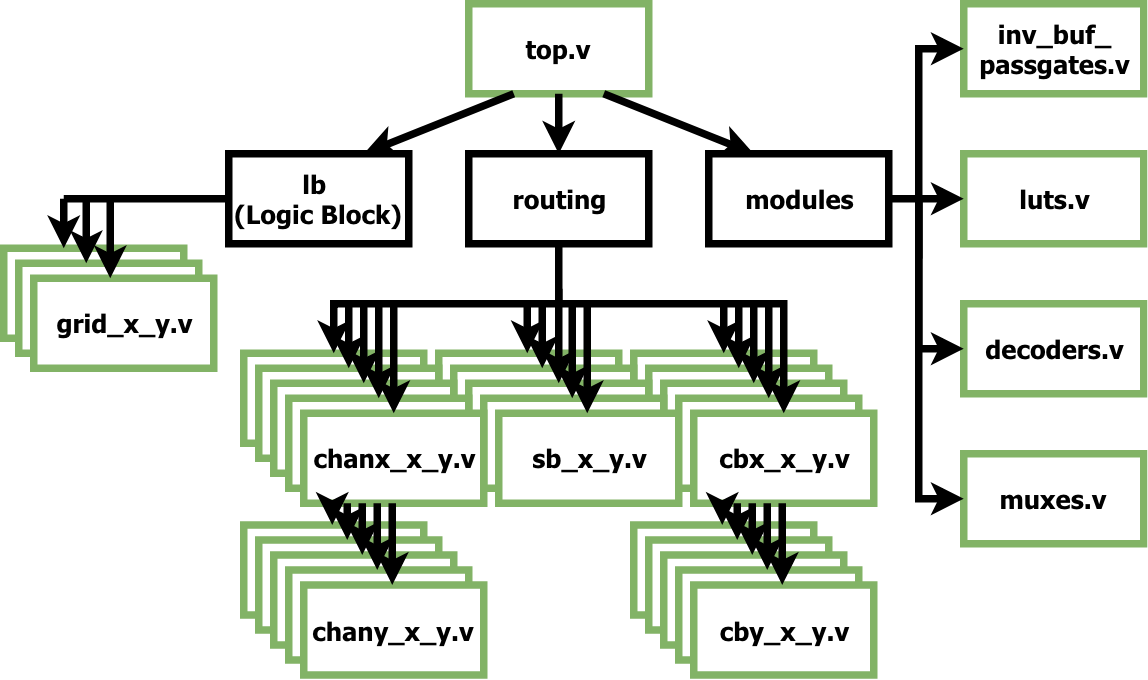 top.v
inv_buf_
passgates.v
lb
(Logic Block)
routing
modules
luts.v
grid_x_y.v
decoders.v
chanx_x_y.v
sb_x_y.v
cbx_x_y.v
muxes.v
chany_x_y.v
cby_x_y.v